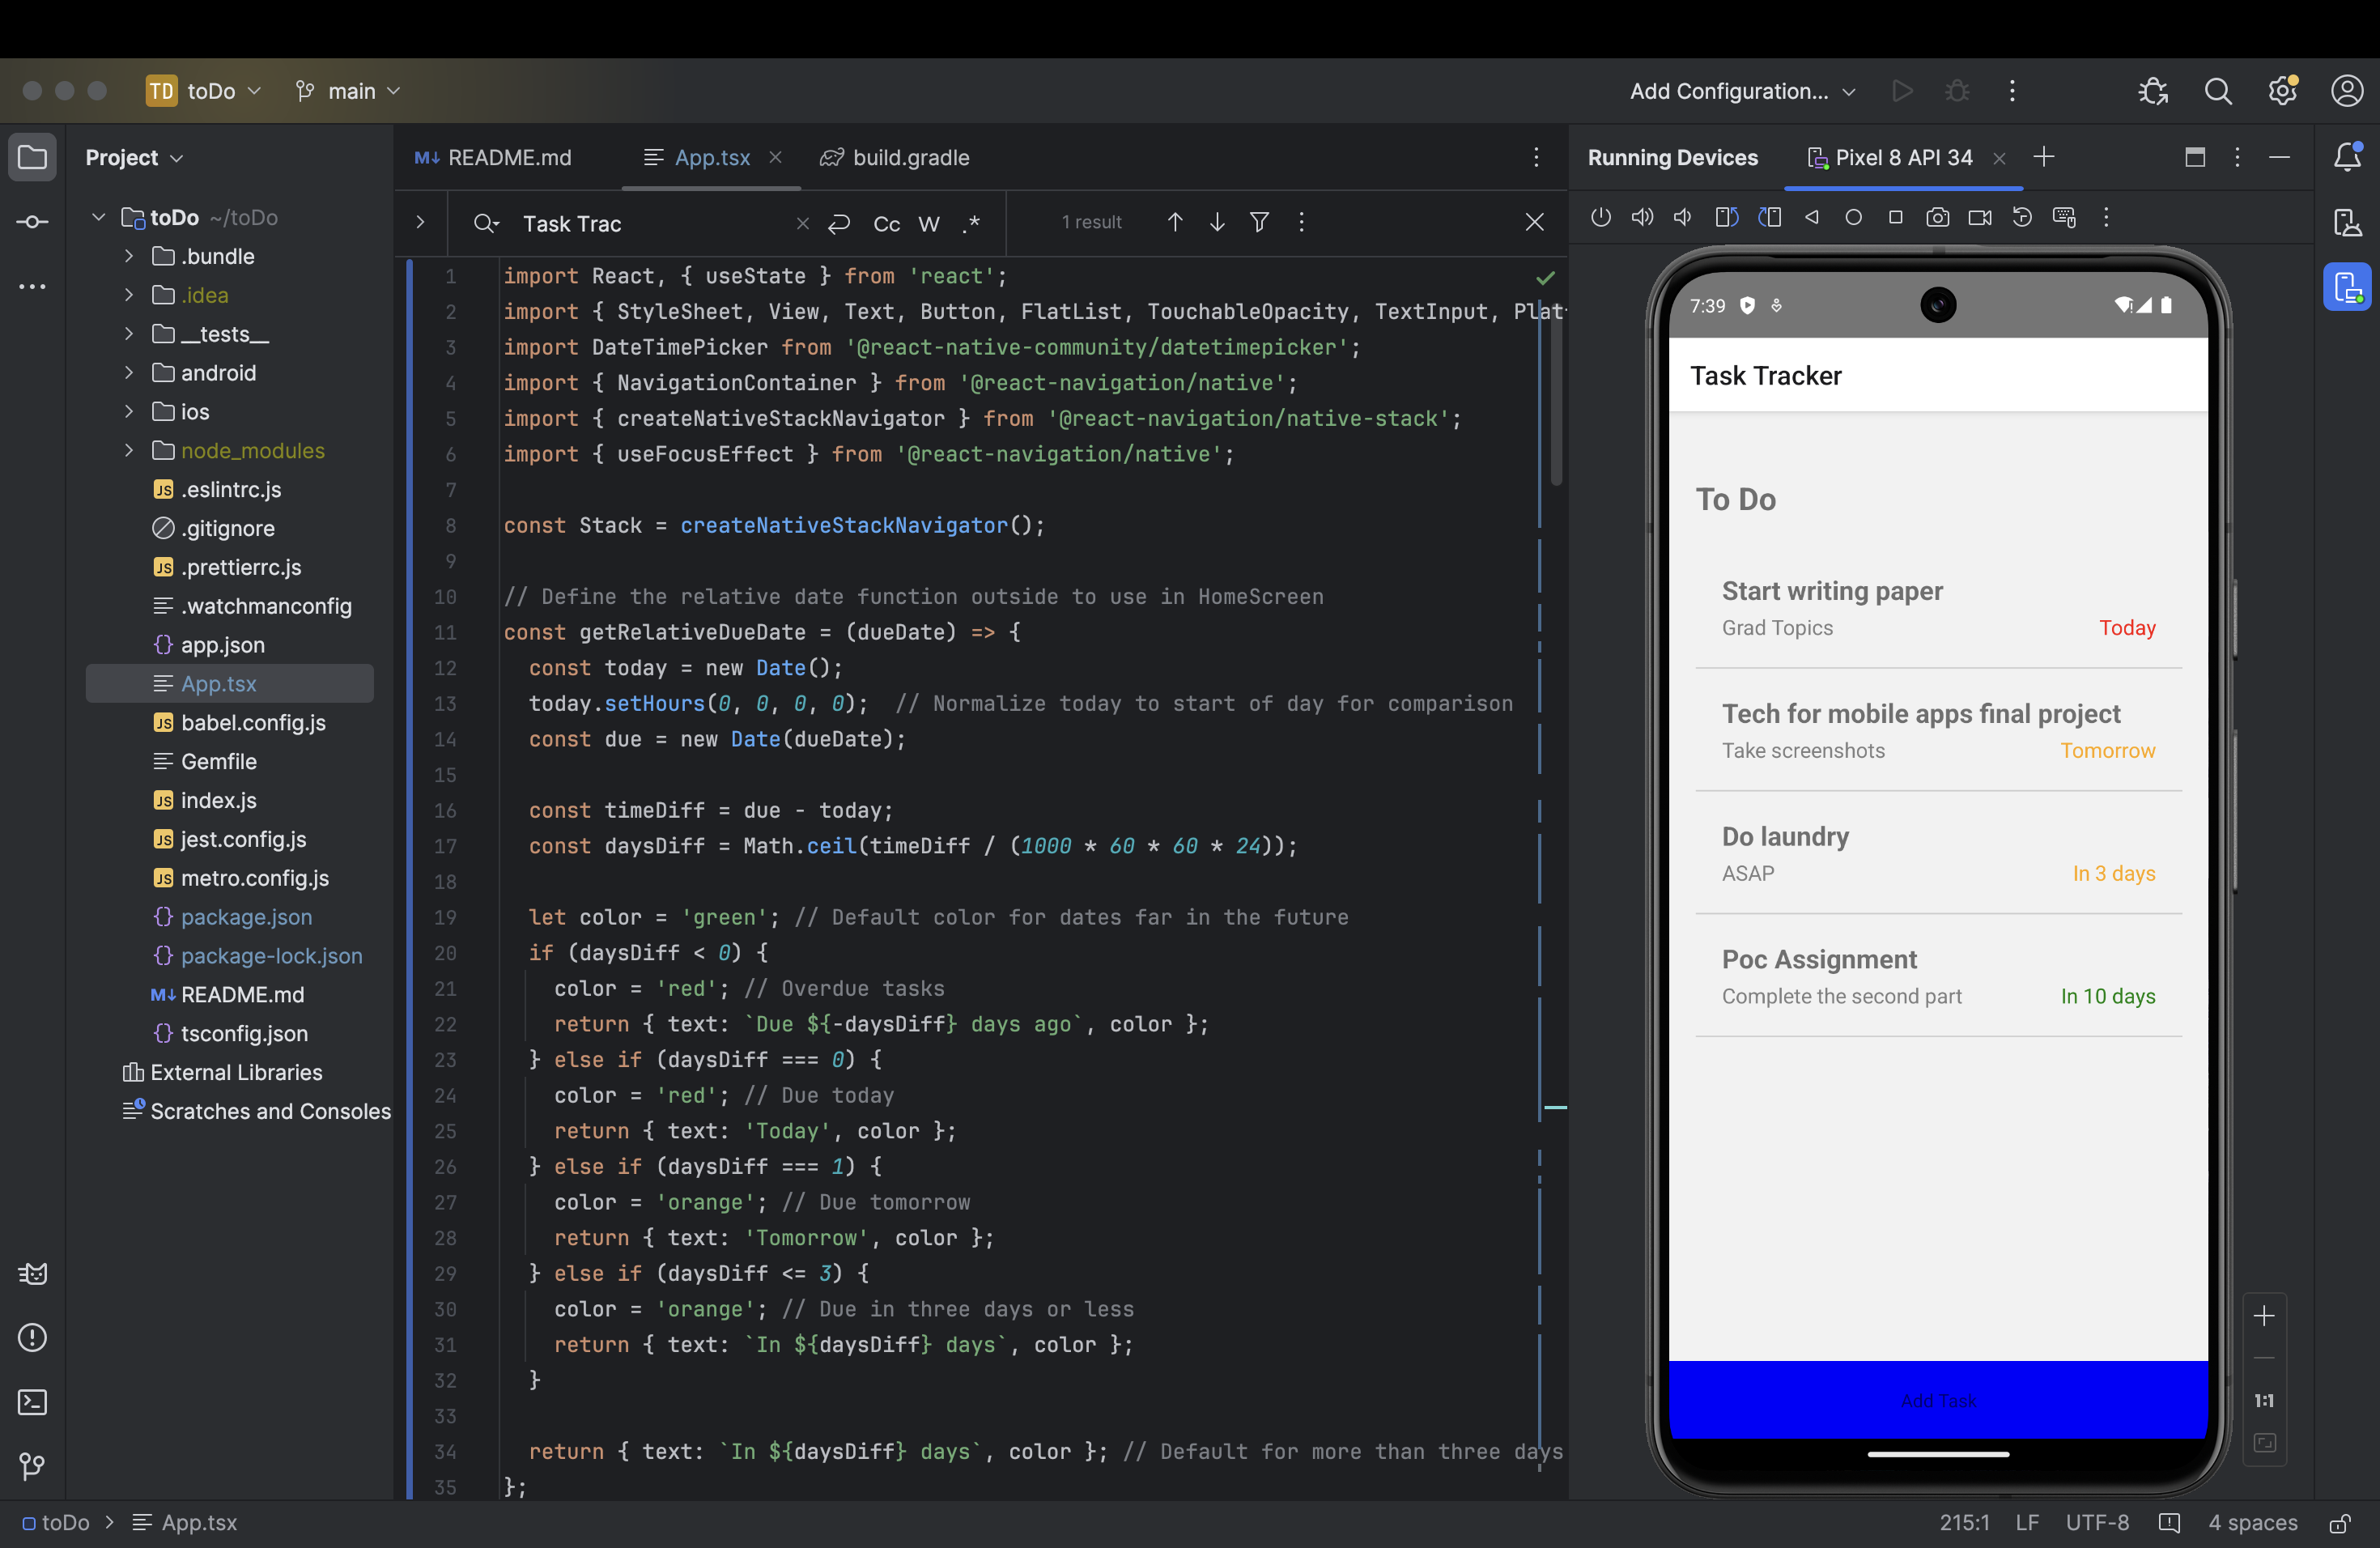 TD toDo main Add Configuration...
Project
toDo ~/toDo
.bundle
.idea
__tests__
android
ios
node_modules
JS .eslintrc.js
.gitignore
JS .prettierrc.js
.watchmanconfig
{} app.json
App.tsx
JS babel.config.js
Gemfile
JS index.js
JS jest.config.js
JS metro.config.js
{} package.json
{} package-lock.json
M↓ README.md
{} tsconfig.json
External Libraries
Scratches and Consoles
M↓ README.md App.tsx build.gradle
Task Trac Cc W .* 1 result
1 import React, { useState } from 'react';
2 import { StyleSheet, View, Text, Button, FlatList, TouchableOpacity, TextInput, Plat
3 import DateTimePicker from '@react-native-community/datetimepicker';
4 import { NavigationContainer } from '@react-navigation/native';
5 import { createNativeStackNavigator } from '@react-navigation/native-stack';
6 import { useFocusEffect } from '@react-navigation/native';
7
8 const Stack = createNativeStackNavigator();
9
10 // Define the relative date function outside to use in HomeScreen
11 const getRelativeDueDate = (dueDate) => {
12 const today = new Date();
13 today.setHours(0, 0, 0, 0); // Normalize today to start of day for comparison
14 const due = new Date(dueDate);
15
16 const timeDiff = due - today;
17 const daysDiff = Math.ceil(timeDiff / (1000 * 60 * 60 * 24));
18
19 let color = 'green'; // Default color for dates far in the future
20 if (daysDiff < 0) {
21 color = 'red'; // Overdue tasks
22 return { text: `Due ${-daysDiff} days ago`, color };
23 } else if (daysDiff === 0) {
24 color = 'red'; // Due today
25 return { text: 'Today', color };
26 } else if (daysDiff === 1) {
27 color = 'orange'; // Due tomorrow
28 return { text: 'Tomorrow', color };
29 } else if (daysDiff <= 3) {
30 color = 'orange'; // Due in three days or less
31 return { text: `In ${daysDiff} days`, color };
32 }
33
34 return { text: `In ${daysDiff} days`, color }; // Default for more than three days
35 };
Running Devices Pixel 8 API 34
7:39
Task Tracker
To Do
Start writing paper
Grad Topics Today
Tech for mobile apps final project
Take screenshots Tomorrow
Do laundry
ASAP In 3 days
Poc Assignment
Complete the second part In 10 days
Add Task
1:1
toDo > App.tsx
215:1 LF UTF-8 4 spaces